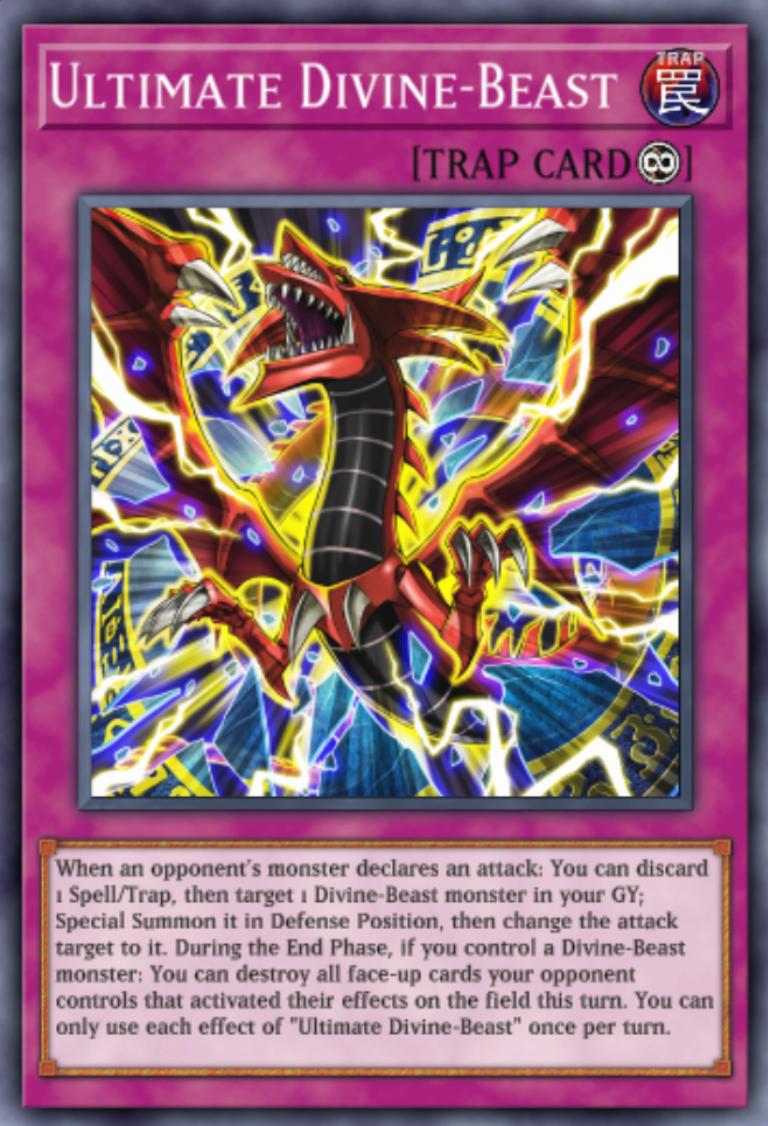 ULTIMATE DIVINE-BEAST
TRAP
罠
[TRAP CARD]
When an opponent's monster declares an attack: You can discard
1 Spell/Trap, then target 1 Divine-Beast monster in your GY;
Special Summon it in Defense Position, then change the attack
target to it. During the End Phase, if you control a Divine-Beast
monster: You can destroy all face-up cards your opponent
controls that activated their effects on the field this turn. You can
only use each effect of "Ultimate Divine-Beast" once per turn.